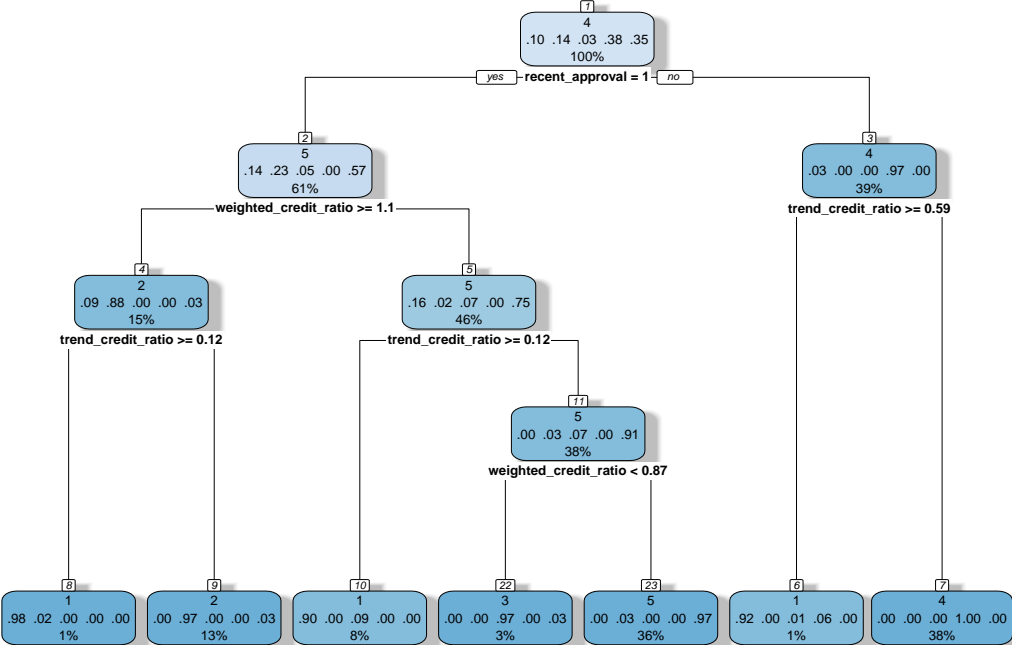 1
4
.10 .14 .03 .38 .35
100%
yes recent_approval = 1 no
2
5
.14 .23 .05 .00 .57
61%
weighted_credit_ratio >= 1.1
3
4
.03 .00 .00 .97 .00
39%
trend_credit_ratio >= 0.59
4
2
.09 .88 .00 .00 .03
15%
trend_credit_ratio >= 0.12
5
5
.16 .02 .07 .00 .75
46%
trend_credit_ratio >= 0.12
11
5
.00 .03 .07 .00 .91
38%
weighted_credit_ratio < 0.87
8
1
.98 .02 .00 .00 .00
1%
9
2
.00 .97 .00 .00 .03
13%
10
1
.90 .00 .09 .00 .00
8%
22
3
.00 .00 .97 .00 .03
3%
23
5
.00 .03 .00 .00 .97
36%
6
1
.92 .00 .01 .06 .00
1%
7
4
.00 .00 .00 1.00 .00
38%